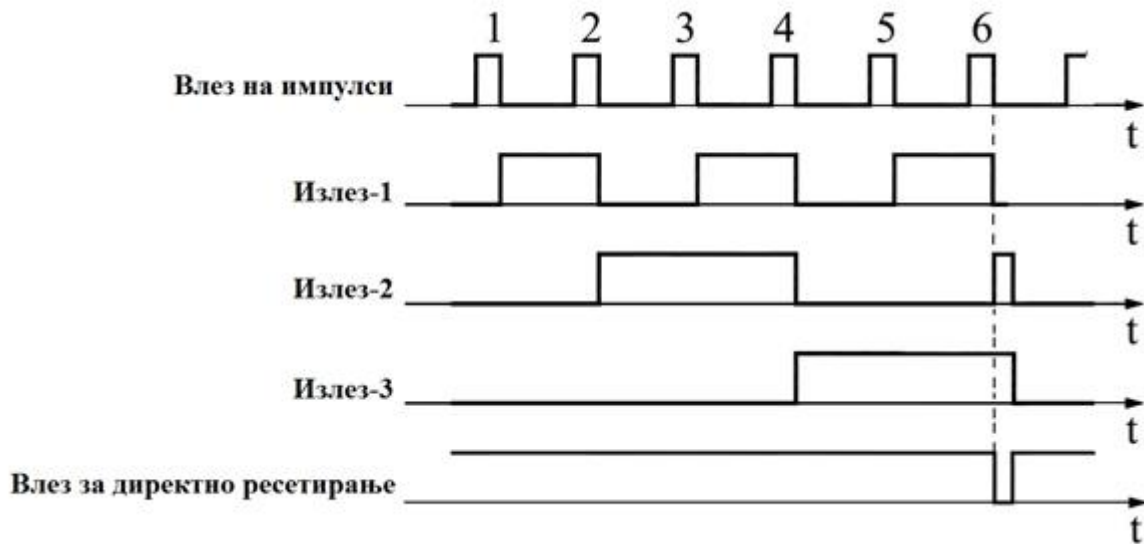 1 2 3 4 5 6
Влез на импулси
t
Излез-1
t
Излез-2
t
Излез-3
t
Влез за директно ресетирање
t